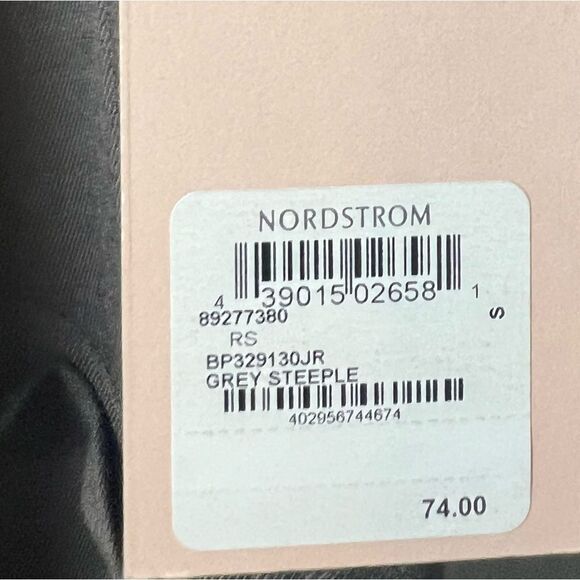 NORDSTROM
4 39015 02658 1
S
89277380
RS
BP329130JR
GREY STEEPLE
402956744674
74.00